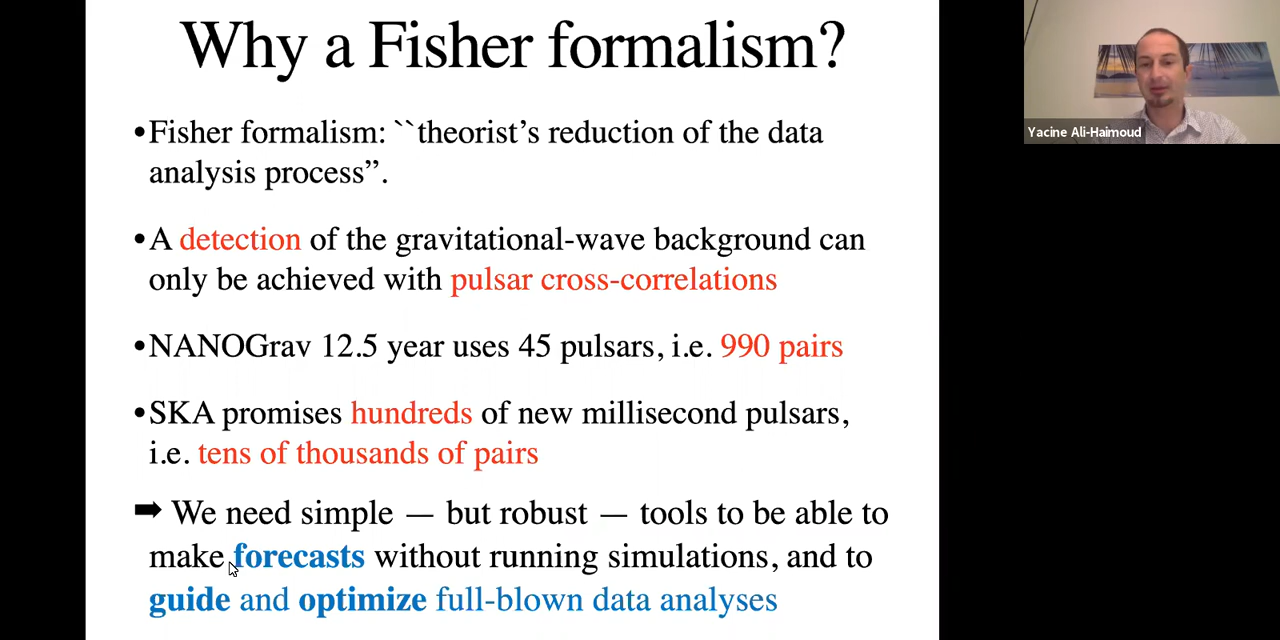 Why a Fisher formalism?
•Fisher formalism: ``theorist’s reduction of the data
analysis process”.
•A detection of the gravitational-wave background can
only be achieved with pulsar cross-correlations
•NANOGrav 12.5 year uses 45 pulsars, i.e. 990 pairs
•SKA promises hundreds of new millisecond pulsars,
i.e. tens of thousands of pairs
➡ We need simple — but robust — tools to be able to
make forecasts without running simulations, and to
guide and optimize full-blown data analyses
Yacine Ali-Haimoud